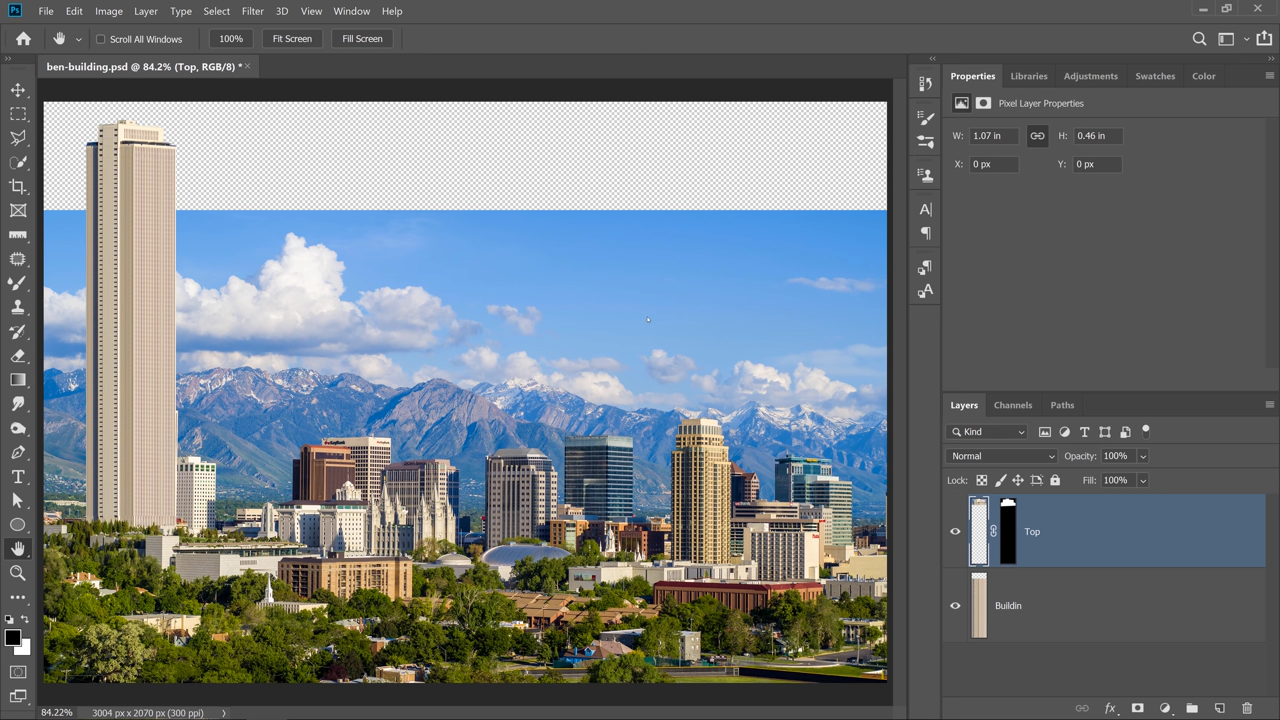 Ps File Edit Image Layer Type Select Filter 3D View Window Help
Scroll All Windows 100% Fit Screen Fill Screen
ben-building.psd @ 84.2% (Top, RGB/8) * ×
Properties Libraries Adjustments Swatches Color
Pixel Layer Properties
W: 1.07 in H: 0.46 in
X: 0 px Y: 0 px
Layers Channels Paths
Kind
Normal Opacity: 100%
Lock: Fill: 100%
Top
Buildin
fx
84.22% 3004 px x 2070 px (300 ppi)